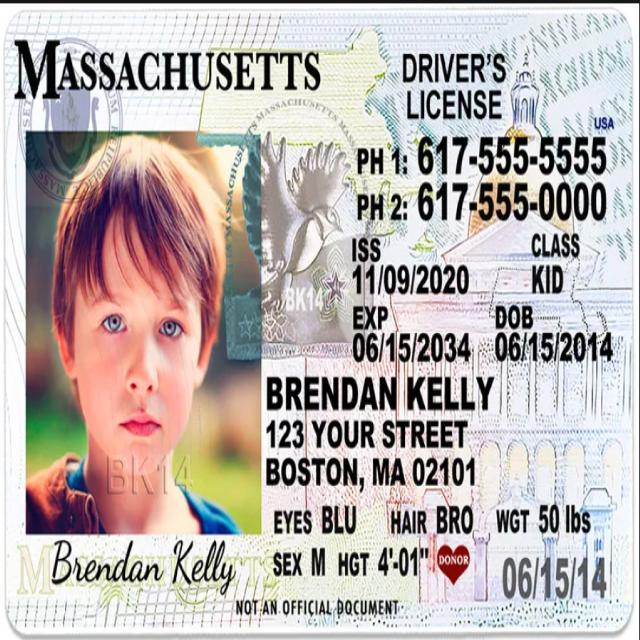 MASSACHUSETTS
DRIVER'S
LICENSE
USA
PH 1: 617-555-5555
PH 2: 617-555-0000
ISS
11/09/2020
CLASS
KID
EXP
06/15/2034
DOB
06/15/2014
BK14
BRENDAN KELLY
123 YOUR STREET
BOSTON, MA 02101
EYES BLU HAIR BRO WGT 50 lbs
SEX M HGT 4'-01" DONOR
06/15/14
BK14
Brendan Kelly
NOT AN OFFICIAL DOCUMENT